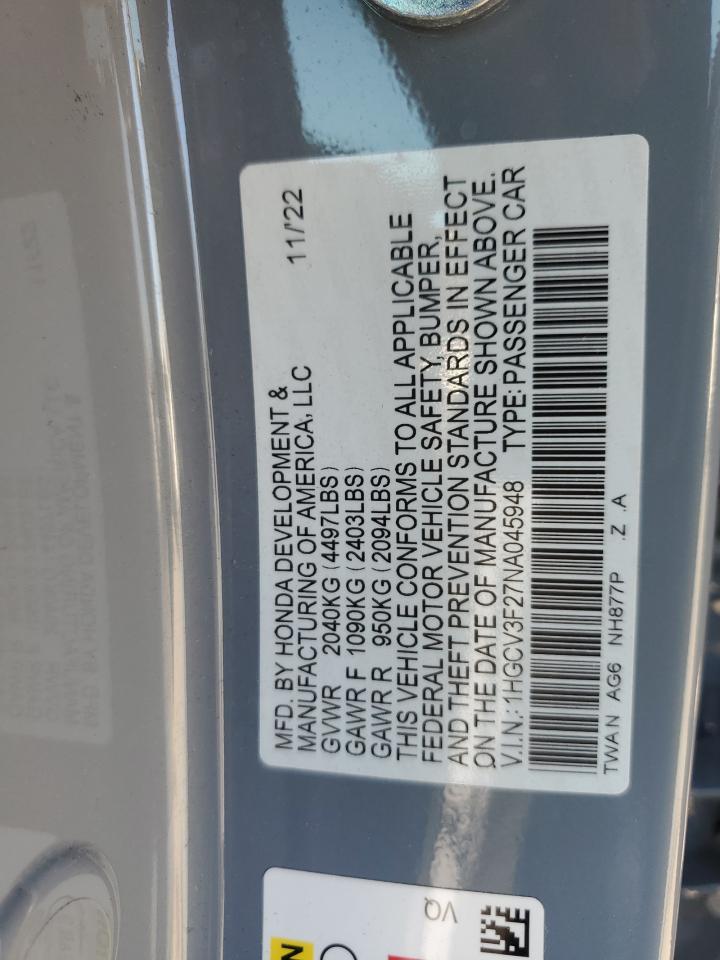 MFD. BY HONDA DEVELOPMENT &
MANUFACTURING OF AMERICA, LLC 11/'22
GVWR 2040KG (4497LBS)
GAWR F 1090KG (2403LBS)
GAWR R 950KG (2094LBS)
THIS VEHICLE CONFORMS TO ALL APPLICABLE
FEDERAL MOTOR VEHICLE SAFETY, BUMPER,
AND THEFT PREVENTION STANDARDS IN EFFECT
ON THE DATE OF MANUFACTURE SHOWN ABOVE.
V.I.N.: 1HGCV3F27NA045948 TYPE: PASSENGER CAR
TWAN AG6 NH877P .Z .A
VQ